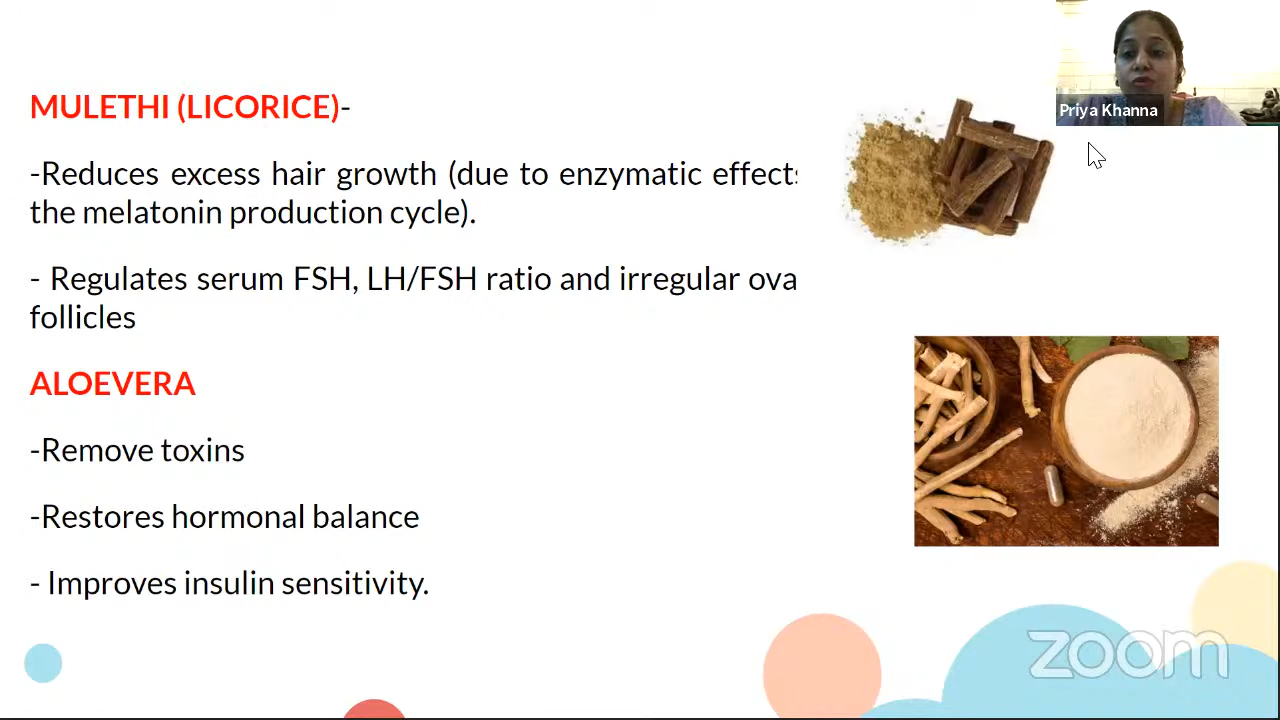 MULETHI (LICORICE)-
-Reduces excess hair growth (due to enzymatic effects
the melatonin production cycle).
- Regulates serum FSH, LH/FSH ratio and irregular ova
follicles
ALOEVERA
-Remove toxins
-Restores hormonal balance
- Improves insulin sensitivity.
Priya Khanna
zoom